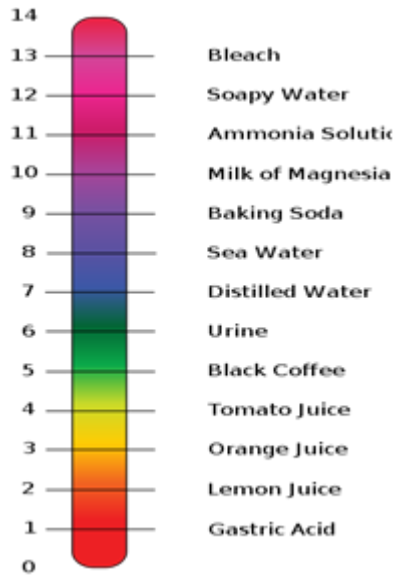 14
13 Bleach
12 Soapy Water
11 Ammonia Solutic
10 Milk of Magnesia
9 Baking Soda
8 Sea Water
7 Distilled Water
6 Urine
5 Black Coffee
4 Tomato Juice
3 Orange Juice
2 Lemon Juice
1 Gastric Acid
0